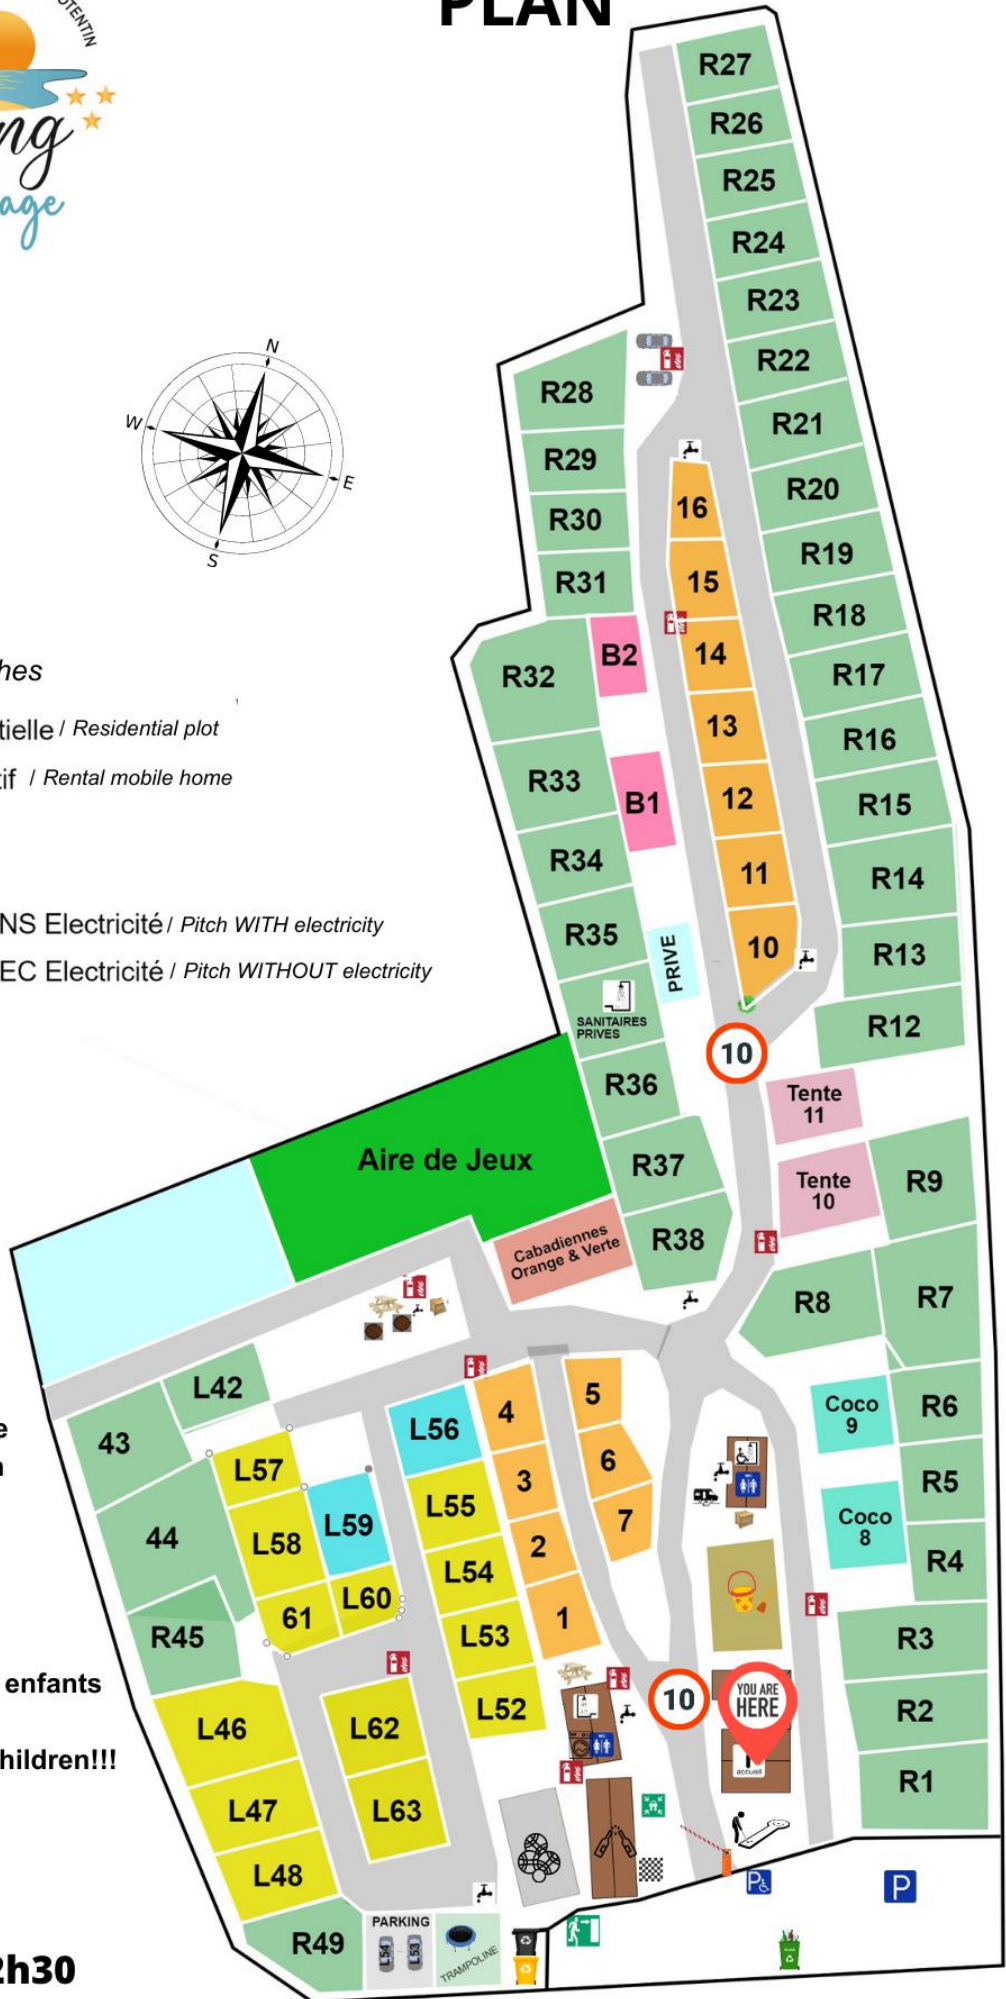 PLAN
OTENTIN
ng
age
N
W
E
S
hes
tielle / Residential plot
tif / Rental mobile home
NS Electricité / Pitch WITH electricity
EC Electricité / Pitch WITHOUT electricity
enfants
hildren!!!
2h30
R27
R26
R25
R24
R23
R22
R21
R20
R19
R18
R17
R16
R15
R14
R13
R12
R28
R29
R30
R31
R32
R33
R34
R35
SANITAIRES
PRIVES
R36
R37
R38
B2
B1
PRIVE
16
15
14
13
12
11
10
10
Tente
11
Tente
10
R9
R8
R7
R6
R5
R4
R3
R2
R1
Coco
9
Coco
8
Aire de Jeux
Cabadiennes
Orange & Verte
L42
43
44
R45
L46
L47
L48
R49
L57
L58
61
L59
L60
L62
L63
L56
L55
L54
L53
L52
4
3
2
1
5
6
7
10
YOU ARE
HERE
accueil
PARKING
54
53
TRAMPOLINE
P
P